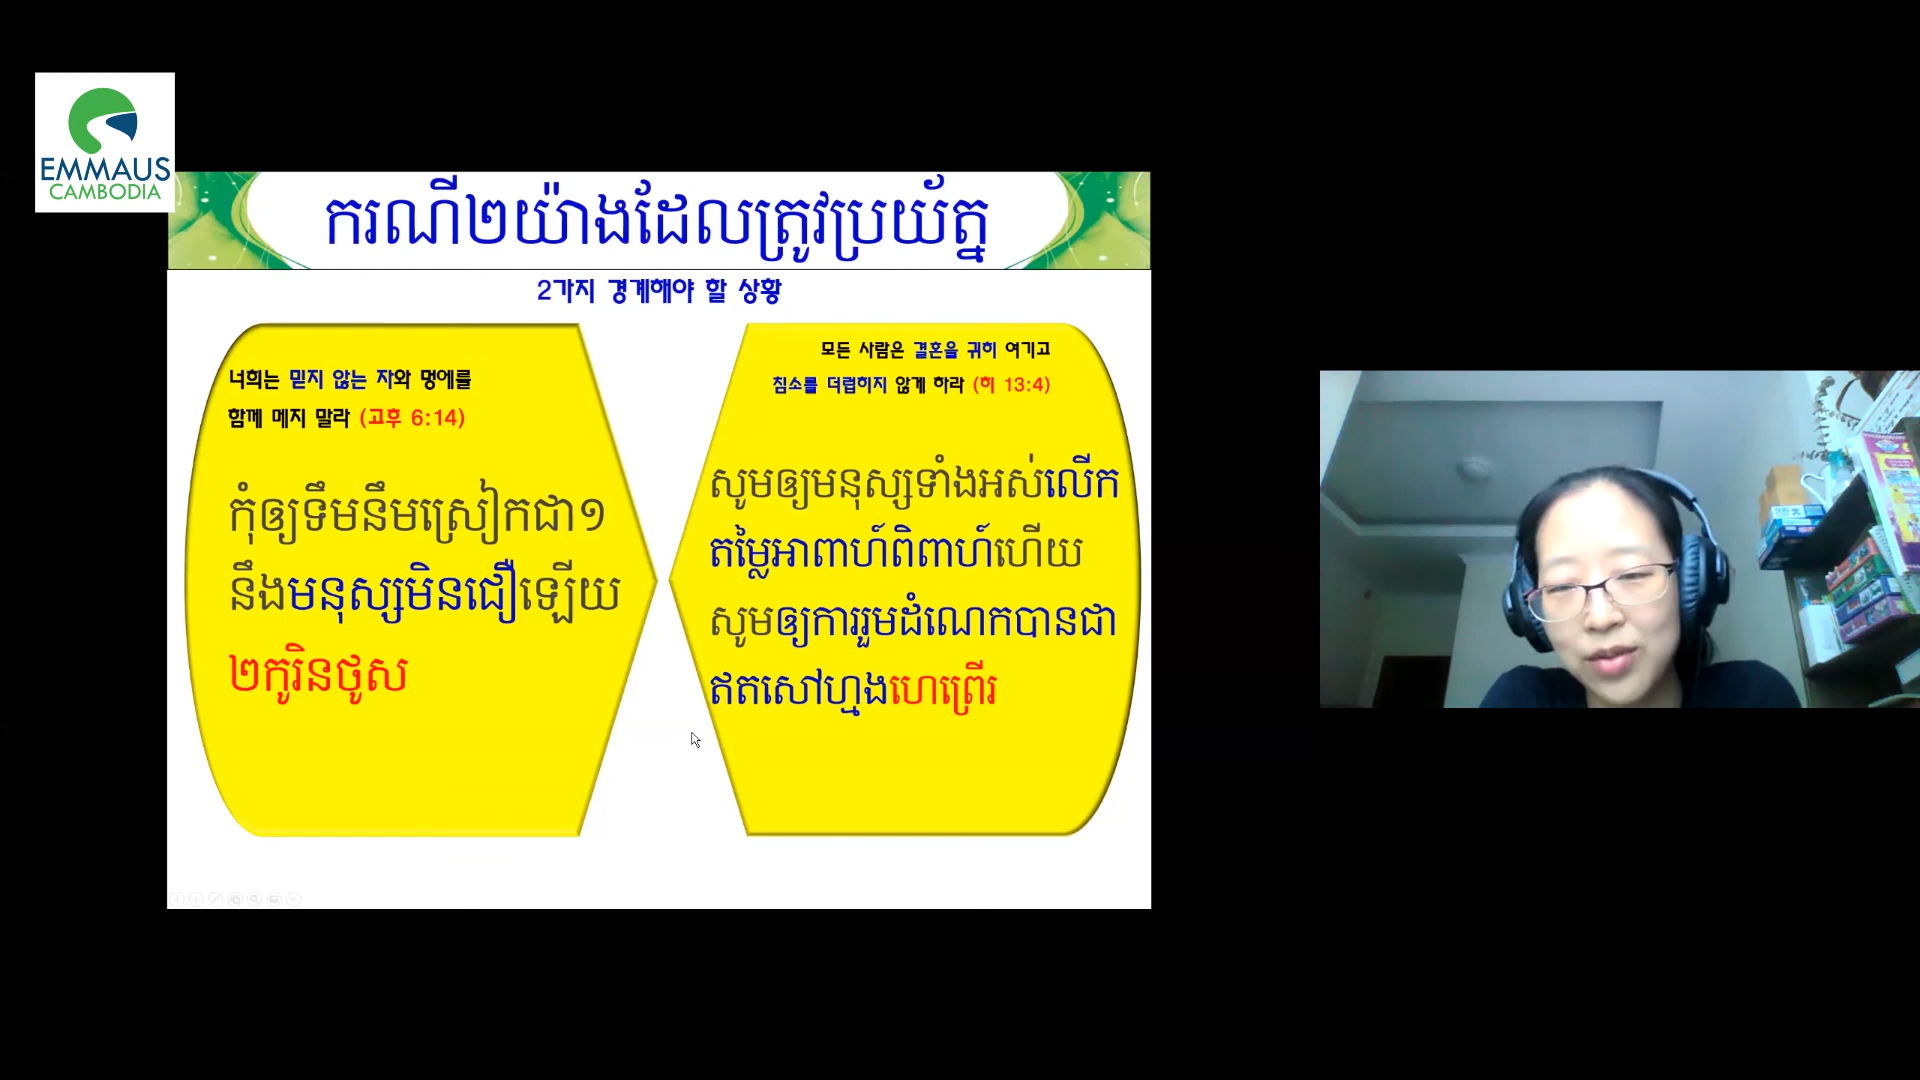 EMMAUS
CAMBODIA
ករណី២យ៉ាងដែលត្រូវប្រយ័ត្ន
2가지 경계해야 할 상황
너희는 믿지 않는 자와 멍에를
함께 메지 말라 (고후 6:14)
កុំឲ្យទឹមនឹមស្រៀកជា១
នឹងមនុស្សមិនជឿឡើយ
២កូរិនថូស
모든 사람은 결혼을 귀히 여기고
침소를 더럽히지 않게 하라 (히 13:4)
សូមឲ្យមនុស្សទាំងអស់លើក
តម្លៃអាពាហ៍ពិពាហ៍ហើយ
សូមឲ្យការរួមដំណេកបានជា
ឥតសៅហ្មងហេព្រើរ